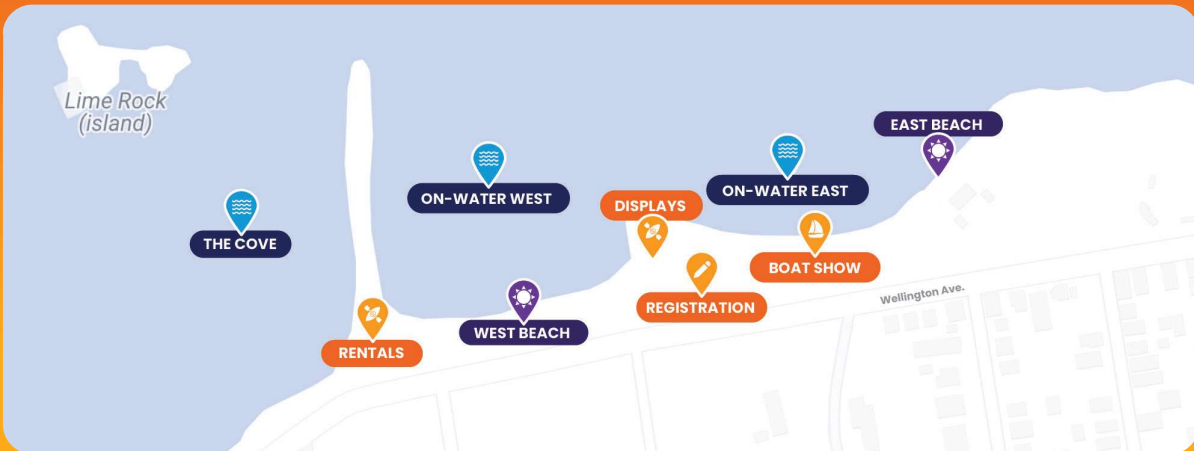 Lime Rock
(island)
EAST BEACH
ON-WATER WEST
ON-WATER EAST
DISPLAYS
THE COVE
BOAT SHOW
Wellington Ave.
REGISTRATION
WEST BEACH
RENTALS